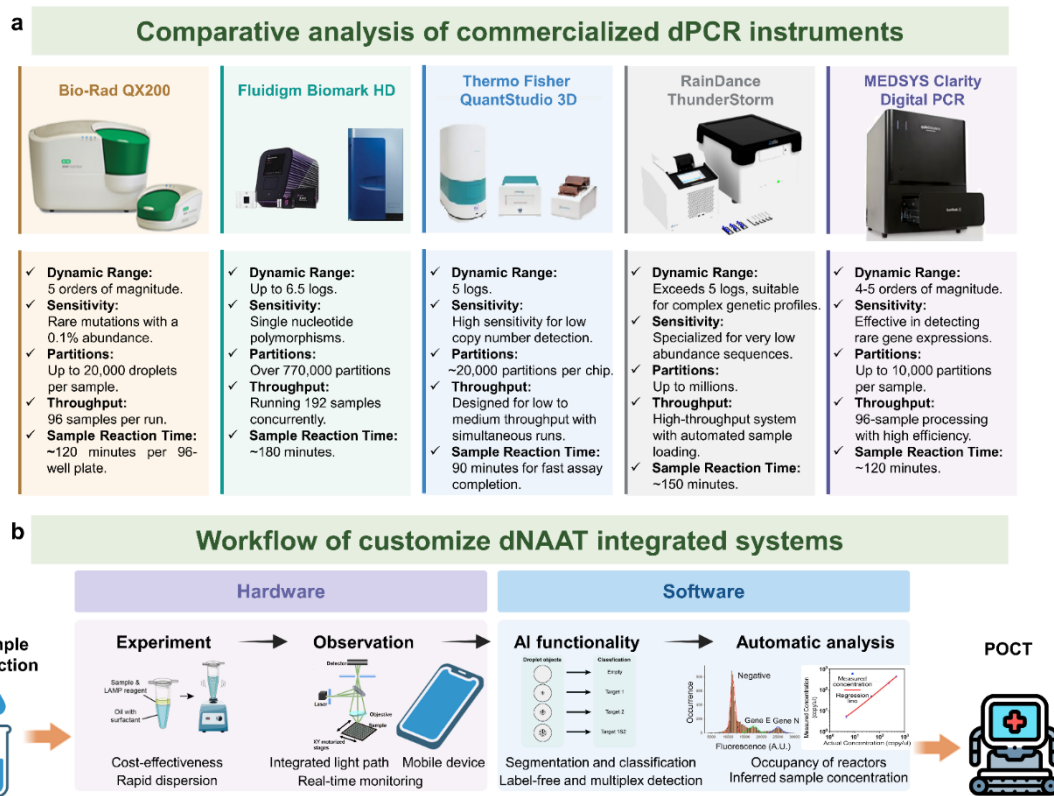 a
Comparative analysis of commercialized dPCR instruments
Bio-Rad QX200
Fluidigm Biomark HD
Thermo Fisher
QuantStudio 3D
RainDance
ThunderStorm
MEDSYS Clarity
Digital PCR
✓ Dynamic Range:
5 orders of magnitude.
✓ Sensitivity:
Rare mutations with a
0.1% abundance.
✓ Partitions:
Up to 20,000 droplets
per sample.
✓ Throughput:
96 samples per run.
✓ Sample Reaction Time:
~120 minutes per 96-
well plate.
✓ Dynamic Range:
Up to 6.5 logs.
✓ Sensitivity:
Single nucleotide
polymorphisms.
✓ Partitions:
Over 770,000 partitions
✓ Throughput:
Running 192 samples
concurrently.
✓ Sample Reaction Time:
~180 minutes.
✓ Dynamic Range:
5 logs.
✓ Sensitivity:
High sensitivity for low
copy number detection.
✓ Partitions:
~20,000 partitions per chip.
✓ Throughput:
Designed for low to
medium throughput with
simultaneous runs.
✓ Sample Reaction Time:
90 minutes for fast assay
completion.
✓ Dynamic Range:
Exceeds 5 logs, suitable
for complex genetic profiles.
✓ Sensitivity:
Specialized for very low
abundance sequences.
✓ Partitions:
Up to millions.
✓ Throughput:
High-throughput system
with automated sample
loading.
✓ Sample Reaction Time:
~150 minutes.
✓ Dynamic Range:
4-5 orders of magnitude.
✓ Sensitivity:
Effective in detecting
rare gene expressions.
✓ Partitions:
Up to 10,000 partitions
per sample.
✓ Throughput:
96-sample processing
with high efficiency.
✓ Sample Reaction Time:
~120 minutes.
b
Workflow of customize dNAAT integrated systems
Hardware
Software
mple
ction
Experiment
Sample
& LAMP reagent
Oil with
surfactant
Cost-effectiveness
Rapid dispersion
Observation
Detector
Laser
Objective
Sample
XY motorized
stages
Integrated light path
Mobile device
Real-time monitoring
AI functionality
Droplet objects
Classification
Empty
Target 1
Target 2
Target 1&2
Segmentation and classification
Label-free and multiplex detection
Automatic analysis
Occurrence
Negative
Gene E
Gene N
Fluorescence (A.U.)
Measured Concentration
(copy/ul)
Measured
concentration
Regression
line
Actual Concentration (copy/ul)
Occupancy of reactors
Inferred sample concentration
POCT